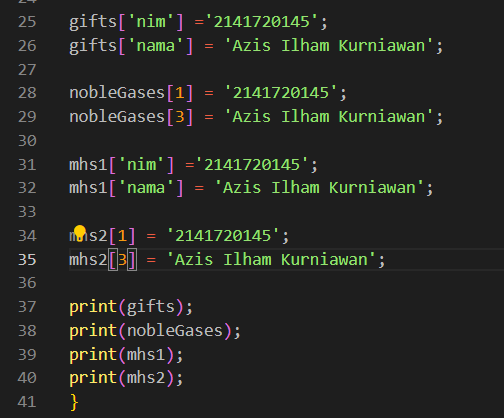 25 gifts['nim'] ='2141720145';
26 gifts['nama'] = 'Azis Ilham Kurniawan';
27
28 nobleGases[1] = '2141720145';
29 nobleGases[3] = 'Azis Ilham Kurniawan';
30
31 mhs1['nim'] ='2141720145';
32 mhs1['nama'] = 'Azis Ilham Kurniawan';
33
34 mhs2[1] = '2141720145';
35 mhs2[3] = 'Azis Ilham Kurniawan';
36
37 print(gifts);
38 print(nobleGases);
39 print(mhs1);
40 print(mhs2);
41 }